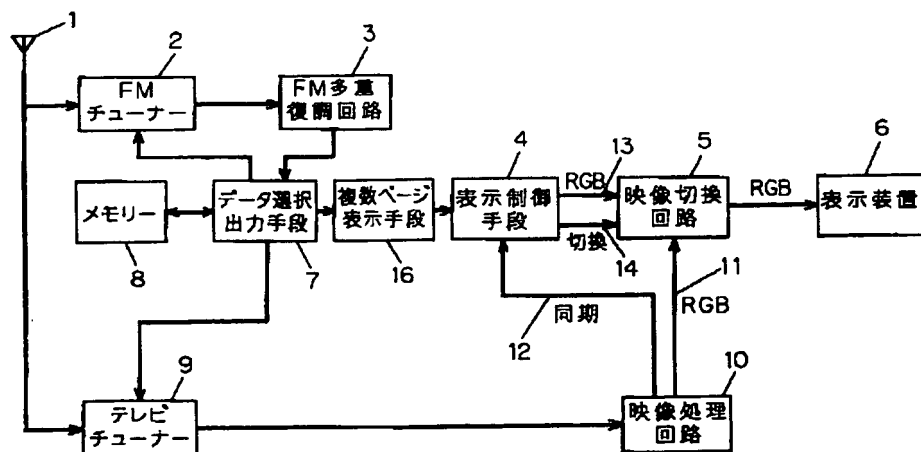 1
2
3
FM
チューナー
FM多重
復調回路
4
13
5
6
メモリー
データ選択
出力手段
複数ページ
表示手段
表示制御
手段
RGB
映像切換
回路
RGB
表示装置
切換
8
7
16
14
11
同期
RGB
12
9
10
テレビ
チューナー
映像処理
回路